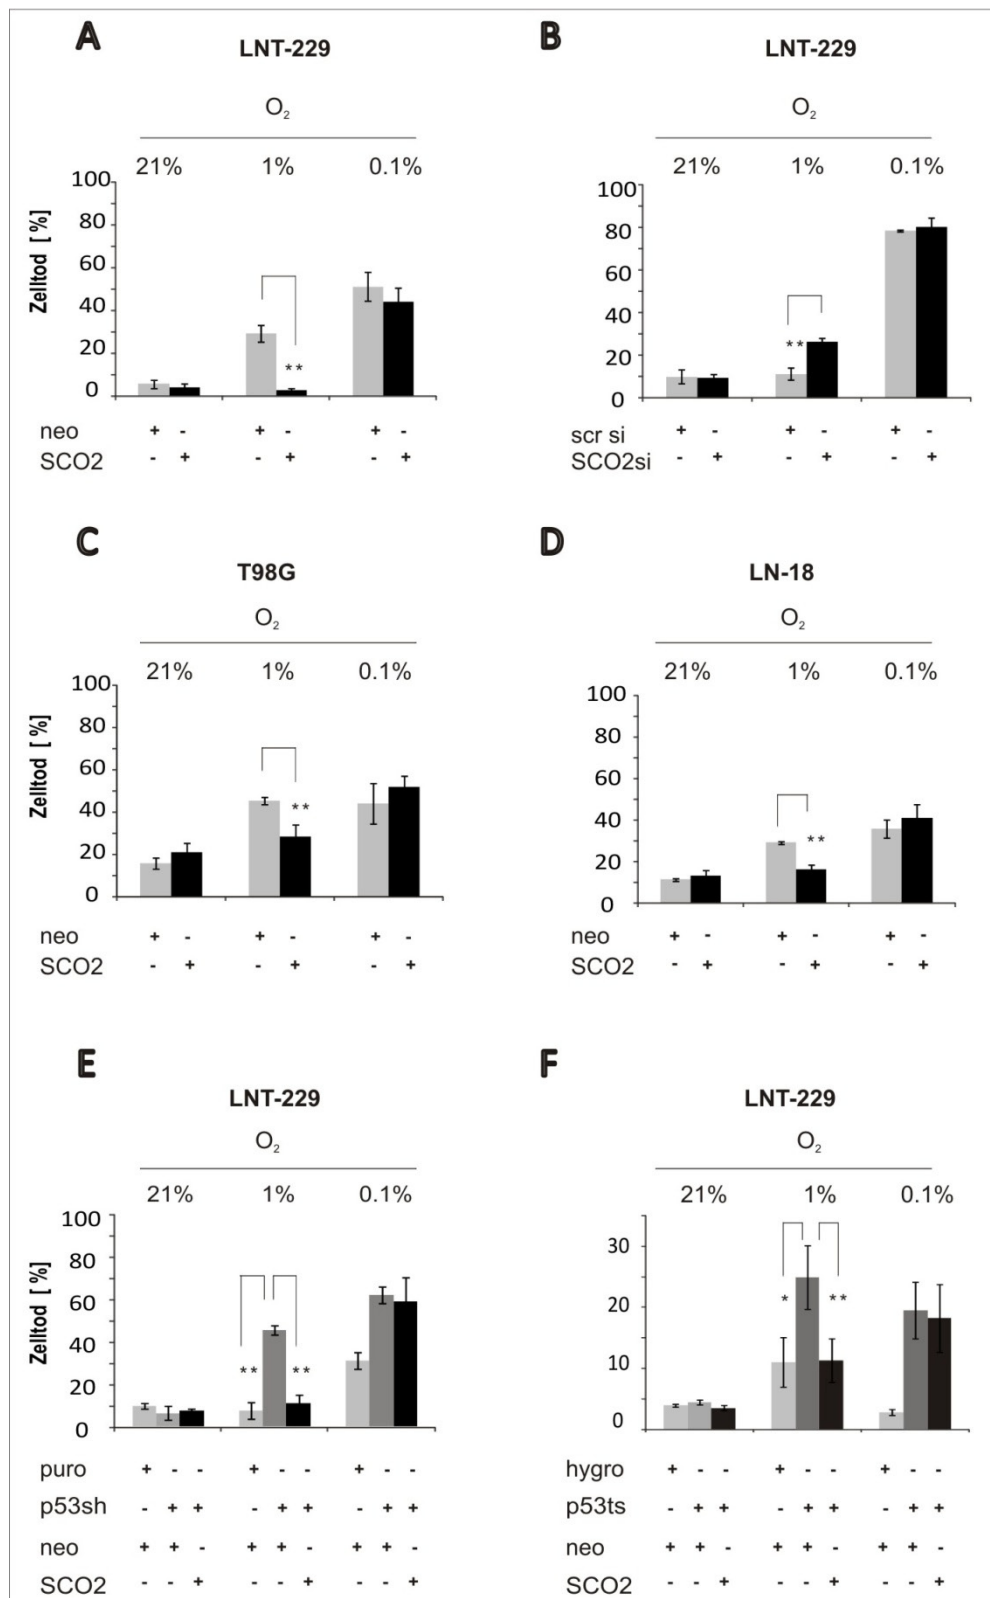 A B
LNT-229 LNT-229
O₂ O₂
21% 1% 0.1% 21% 1% 0.1%
Zelltod [%]
100 100
80 80
60 60
40 40
20 20
0 0
** **
neo + - + - + - scr si + - + - + -
SCO2 - + - + - + SCO2si - + - + - +
C D
T98G LN-18
O₂ O₂
21% 1% 0.1% 21% 1% 0.1%
Zelltod [%]
100 100
80 80
60 60
40 40
20 20
0 0
** **
neo + - + - + - neo + - + - + -
SCO2 - + - + - + SCO2 - + - + - +
E F
LNT-229 LNT-229
O₂ O₂
21% 1% 0.1% 21% 1% 0.1%
Zelltod [%]
100 30
80 20
60 10
40 0
20
0
** ** * **
puro + - - + - - + - - hygro + - - + - - + - -
p53sh - + + - + + - + + p53ts - + + - + + - + +
neo + + - + + - + + - neo + + - + + - + + -
SCO2 - - + - - + - - + SCO2 - - + - - + - - +